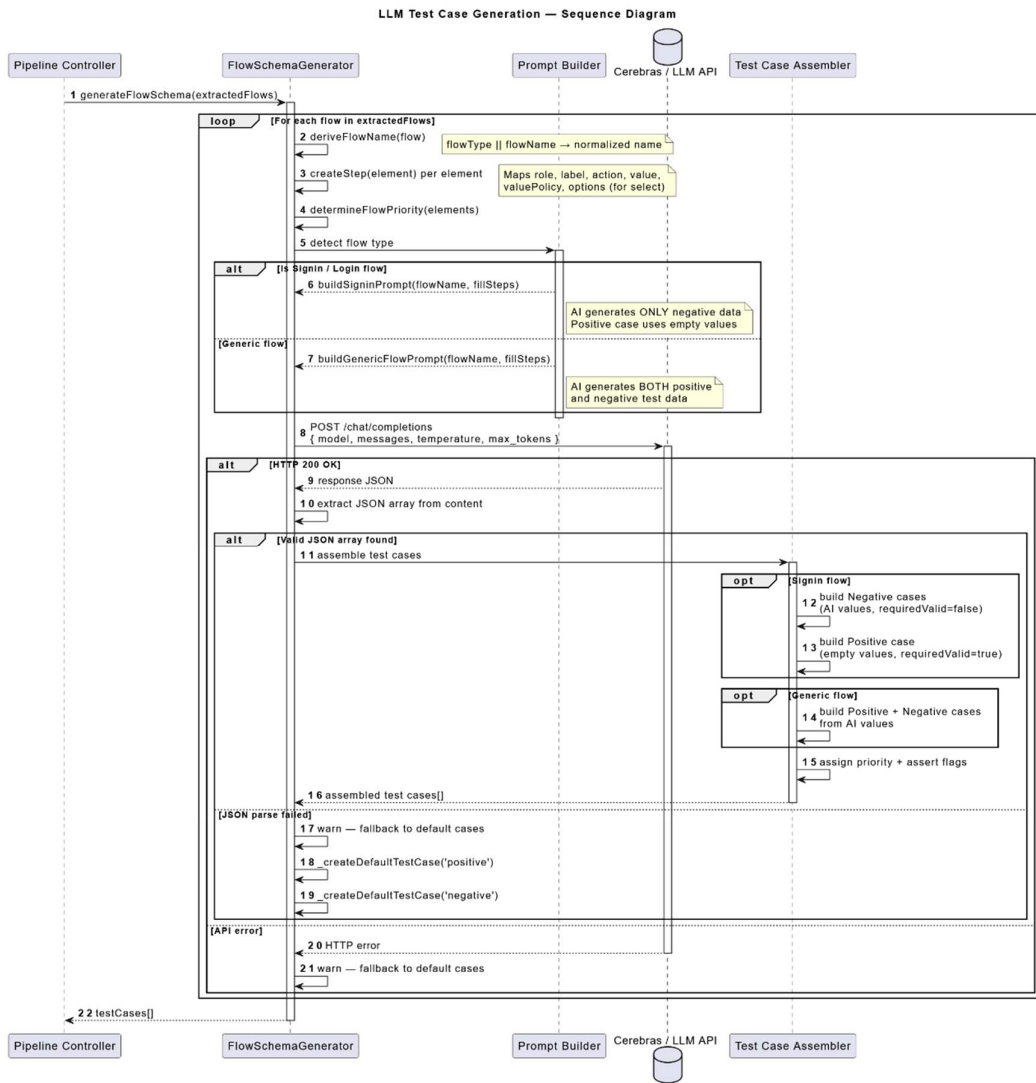 LLM Test Case Generation — Sequence Diagram
Pipeline Controller
FlowSchemaGenerator
Prompt Builder
Cerebras / LLM API
Test Case Assembler
1 generateFlowSchema(extractedFlows)
loop [For each flow in extractedFlows]
2 deriveFlowName(flow)
flowType || flowName → normalized name
3 createStep(element) per element
Maps role, label, action, value,
valuePolicy, options (for select)
4 determineFlowPriority(elements)
5 detect flow type
alt [Is Signin / Login flow]
6 buildSigninPrompt(flowName, fillSteps)
AI generates ONLY negative data
Positive case uses empty values
[Generic flow]
7 buildGenericFlowPrompt(flowName, fillSteps)
AI generates BOTH positive
and negative test data
8 POST /chat/completions
{ model, messages, temperature, max_tokens }
alt [HTTP 200 OK]
9 response JSON
10 extract JSON array from content
alt [Valid JSON array found]
11 assemble test cases
opt [Signin flow]
12 build Negative cases
(AI values, requiredValid=false)
13 build Positive case
(empty values, requiredValid=true)
opt [Generic flow]
14 build Positive + Negative cases
from AI values
15 assign priority + assert flags
16 assembled test cases[]
[JSON parse failed]
17 warn — fallback to default cases
18 _createDefaultTestCase('positive')
19 _createDefaultTestCase('negative')
[API error]
20 HTTP error
21 warn — fallback to default cases
22 testCases[]
Pipeline Controller
FlowSchemaGenerator
Prompt Builder
Cerebras / LLM API
Test Case Assembler